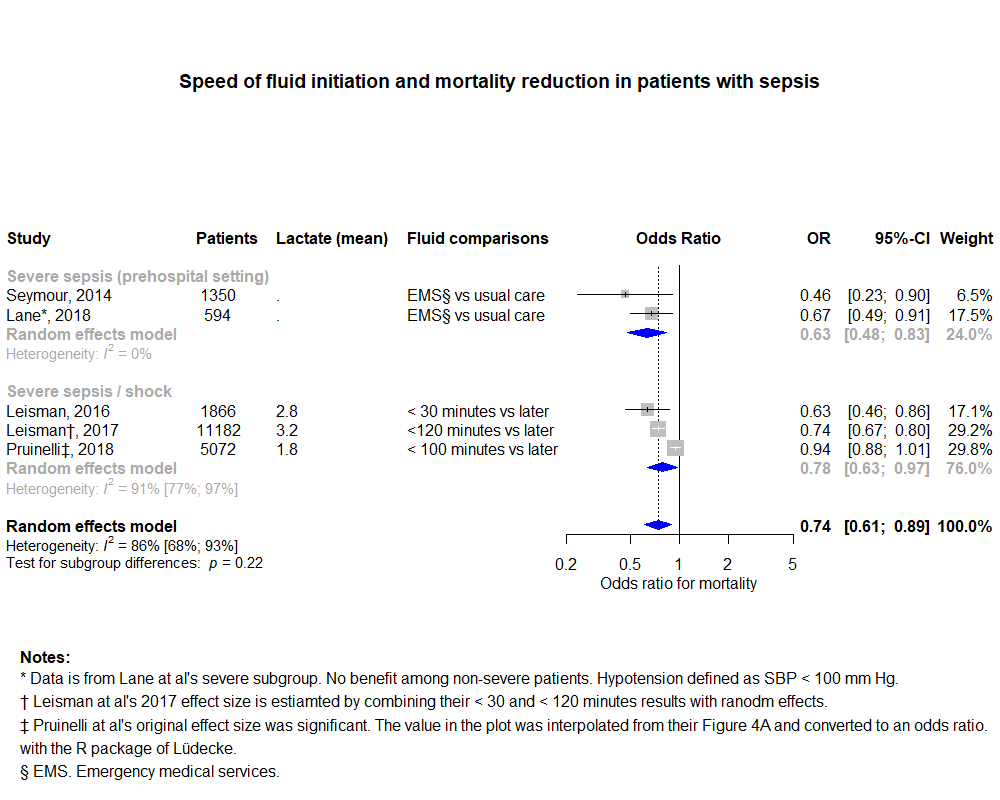 Speed of fluid initiation and mortality reduction in patients with sepsis
Study Patients Lactate (mean) Fluid comparisons Odds Ratio OR 95%-CI Weight
Severe sepsis (prehospital setting)
Seymour, 2014 1350 . EMS§ vs usual care 0.46 [0.23; 0.90] 6.5%
Lane*, 2018 594 . EMS§ vs usual care 0.67 [0.49; 0.91] 17.5%
Random effects model 0.63 [0.48; 0.83] 24.0%
Heterogeneity: I² = 0%
Severe sepsis / shock
Leisman, 2016 1866 2.8 < 30 minutes vs later 0.63 [0.46; 0.86] 17.1%
Leisman†, 2017 11182 3.2 <120 minutes vs later 0.74 [0.67; 0.80] 29.2%
Pruinelli‡, 2018 5072 1.8 < 100 minutes vs later 0.94 [0.88; 1.01] 29.8%
Random effects model 0.78 [0.63; 0.97] 76.0%
Heterogeneity: I² = 91% [77%; 97%]
Random effects model 0.74 [0.61; 0.89] 100.0%
Heterogeneity: I² = 86% [68%; 93%]
Test for subgroup differences: p = 0.22
0.2 0.5 1 2 5
Odds ratio for mortality
Notes:
* Data is from Lane at al's severe subgroup. No benefit among non-severe patients. Hypotension defined as SBP < 100 mm Hg.
† Leisman at al's 2017 effect size is estiamted by combining their < 30 and < 120 minutes results with ranodm effects.
‡ Pruinelli at al's original effect size was significant. The value in the plot was interpolated from their Figure 4A and converted to an odds ratio.
with the R package of Lüdecke.
§ EMS. Emergency medical services.